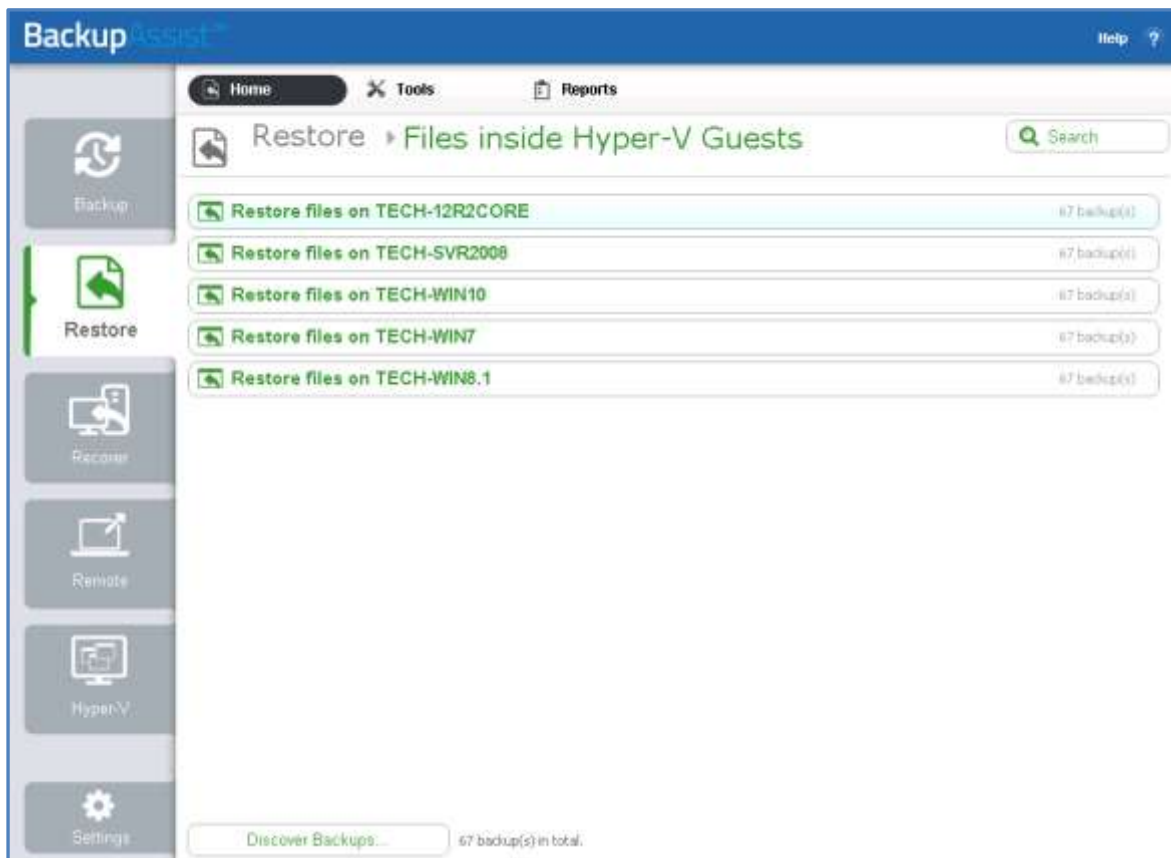 BackupAssist™
Help ?
Home Tools Reports
Restore Files inside Hyper-V Guests
Search
Backup
Restore files on TECH-12R2CORE 67 backup(s)
Restore files on TECH-SVR2008 67 backup(s)
Restore files on TECH-WIN10 67 backup(s)
Restore
Restore files on TECH-WIN7 67 backup(s)
Restore files on TECH-WIN8.1 67 backup(s)
Recover
Remote
Hyper-V
Settings
Discover Backups... 67 backup(s) in total.